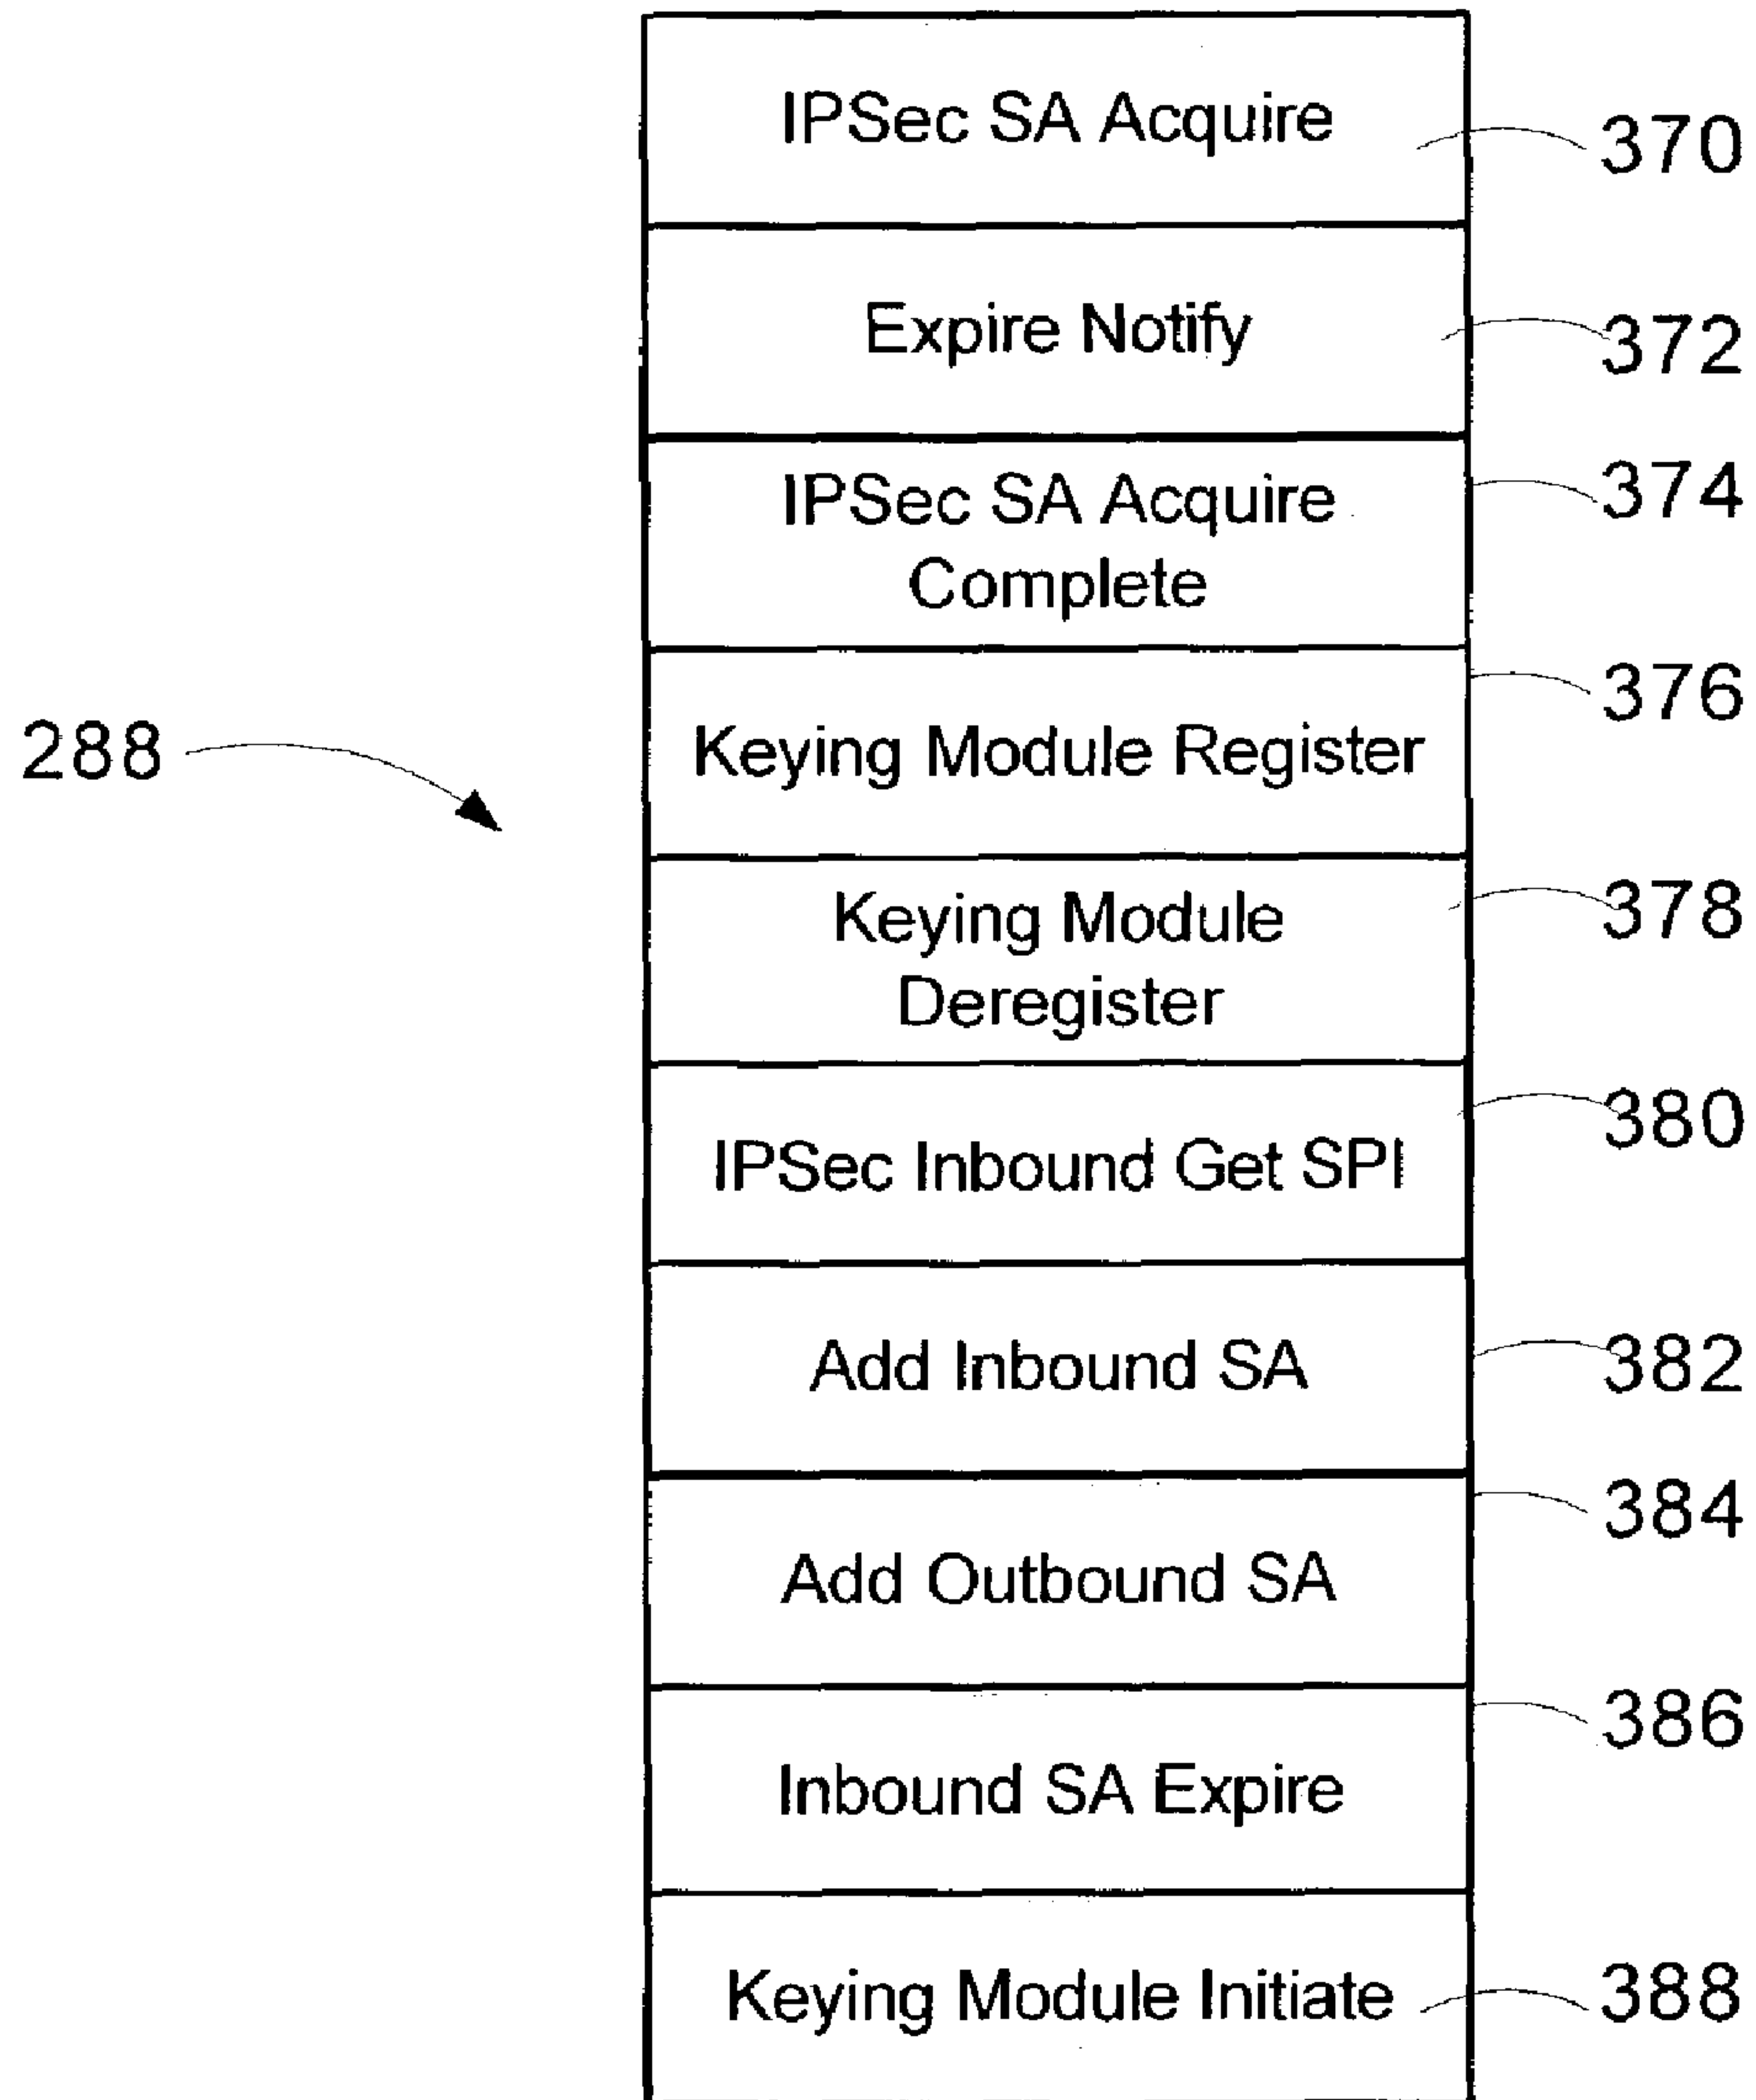 IPSec SA Acquire
370
Expire Notify
372
IPSec SA Acquire
Complete
374
Keying Module Register
376
288
Keying Module
Deregister
378
IPSec Inbound Get SPI
380
Add Inbound SA
382
Add Outbound SA
384
Inbound SA Expire
386
Keying Module Initiate
388